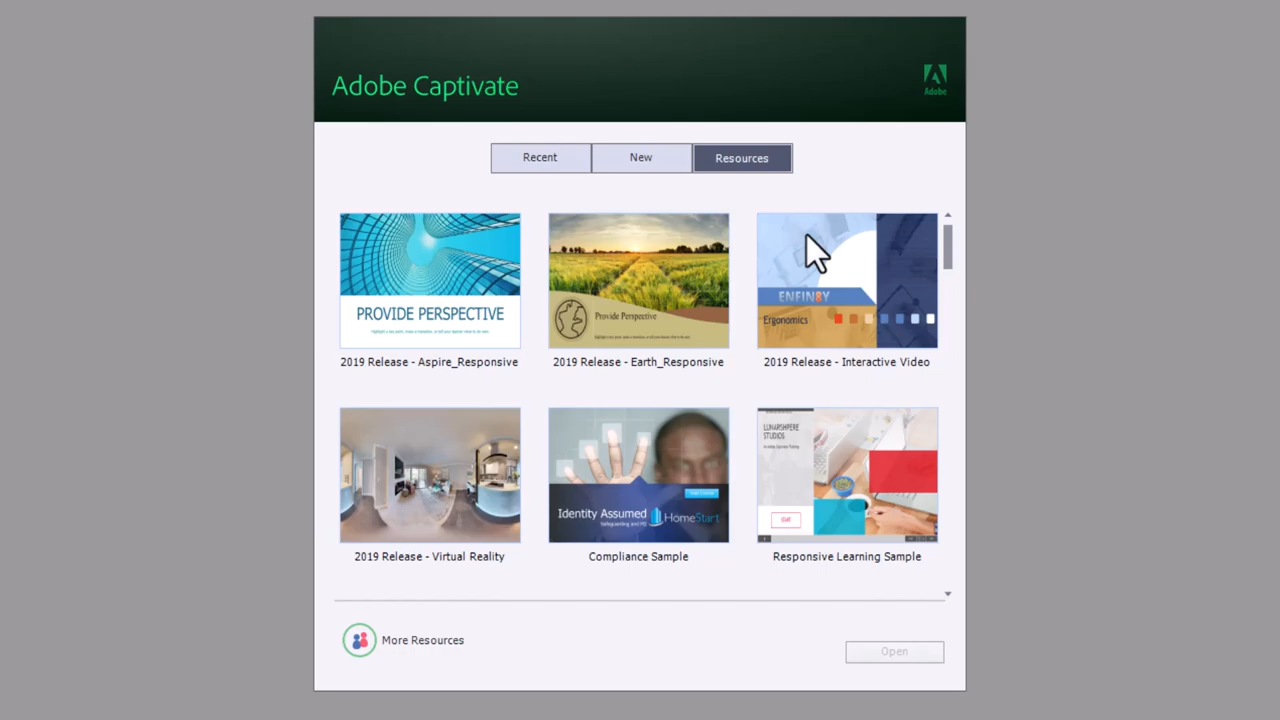 Adobe Captivate
Adobe
Recent
New
Resources
PROVIDE PERSPECTIVE
2019 Release - Aspire_Responsive
Provide Perspective
2019 Release - Earth_Responsive
ENFIN8Y
Ergonomics
2019 Release - Interactive Video
2019 Release - Virtual Reality
Identity Assumed
HomeStart
Compliance Sample
LUNARSHPERE
STUDIOS
START
Responsive Learning Sample
More Resources
Open